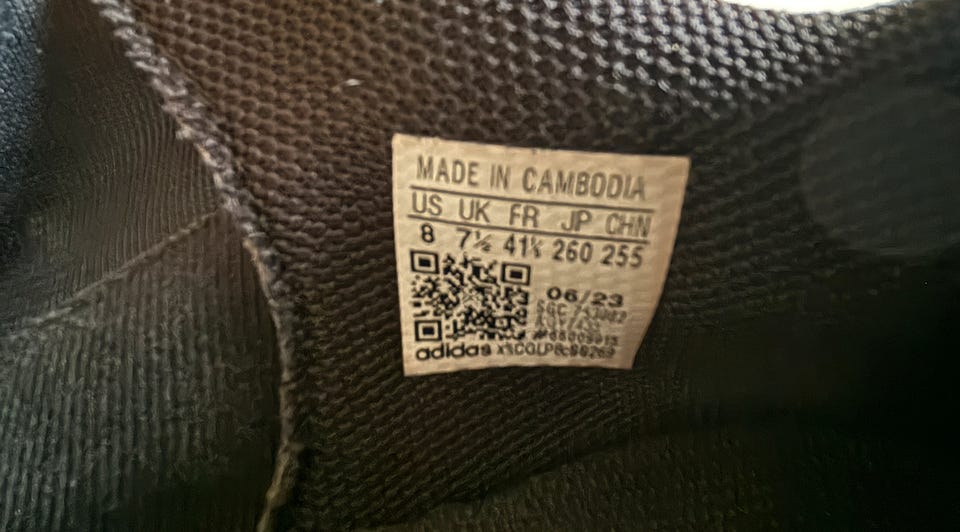 MADE IN CAMBODIA
US UK FR JP CHN
8 7½ 41⅓ 260 255
06/23
adidas